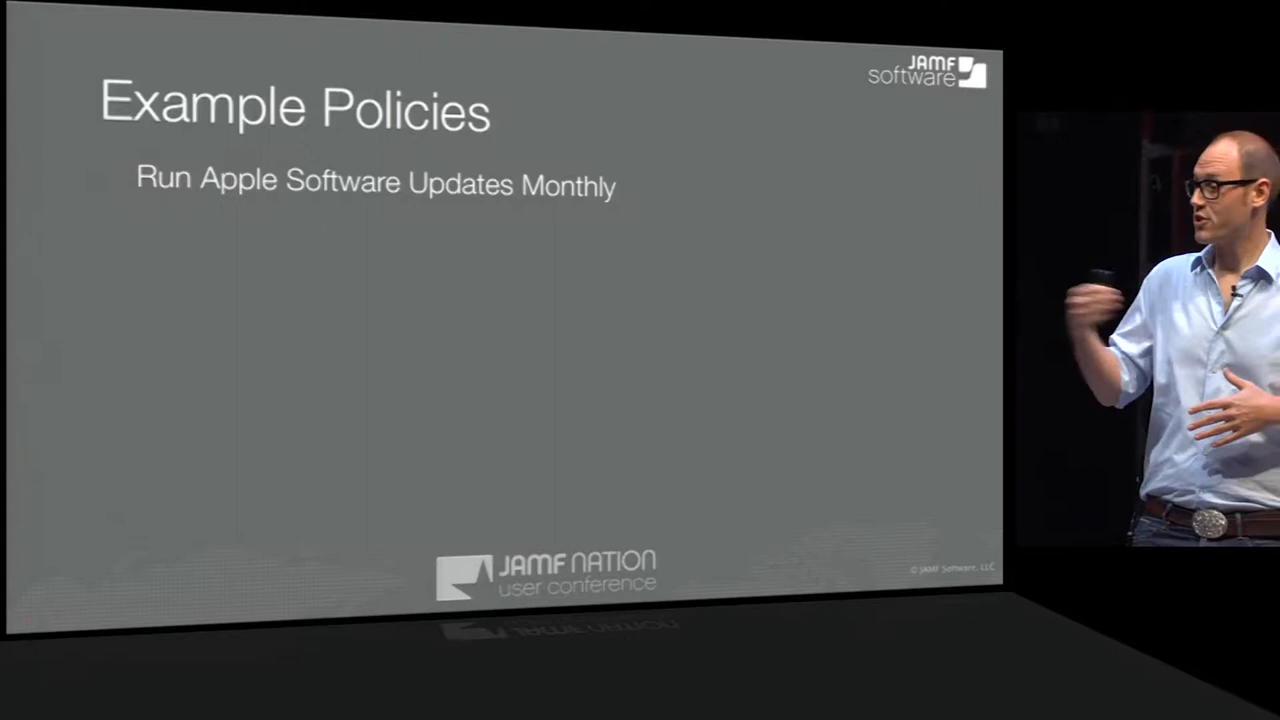 JAMF
software
Example Policies
Run Apple Software Updates Monthly
JAMF NATION
user conference
© JAMF Software, LLC